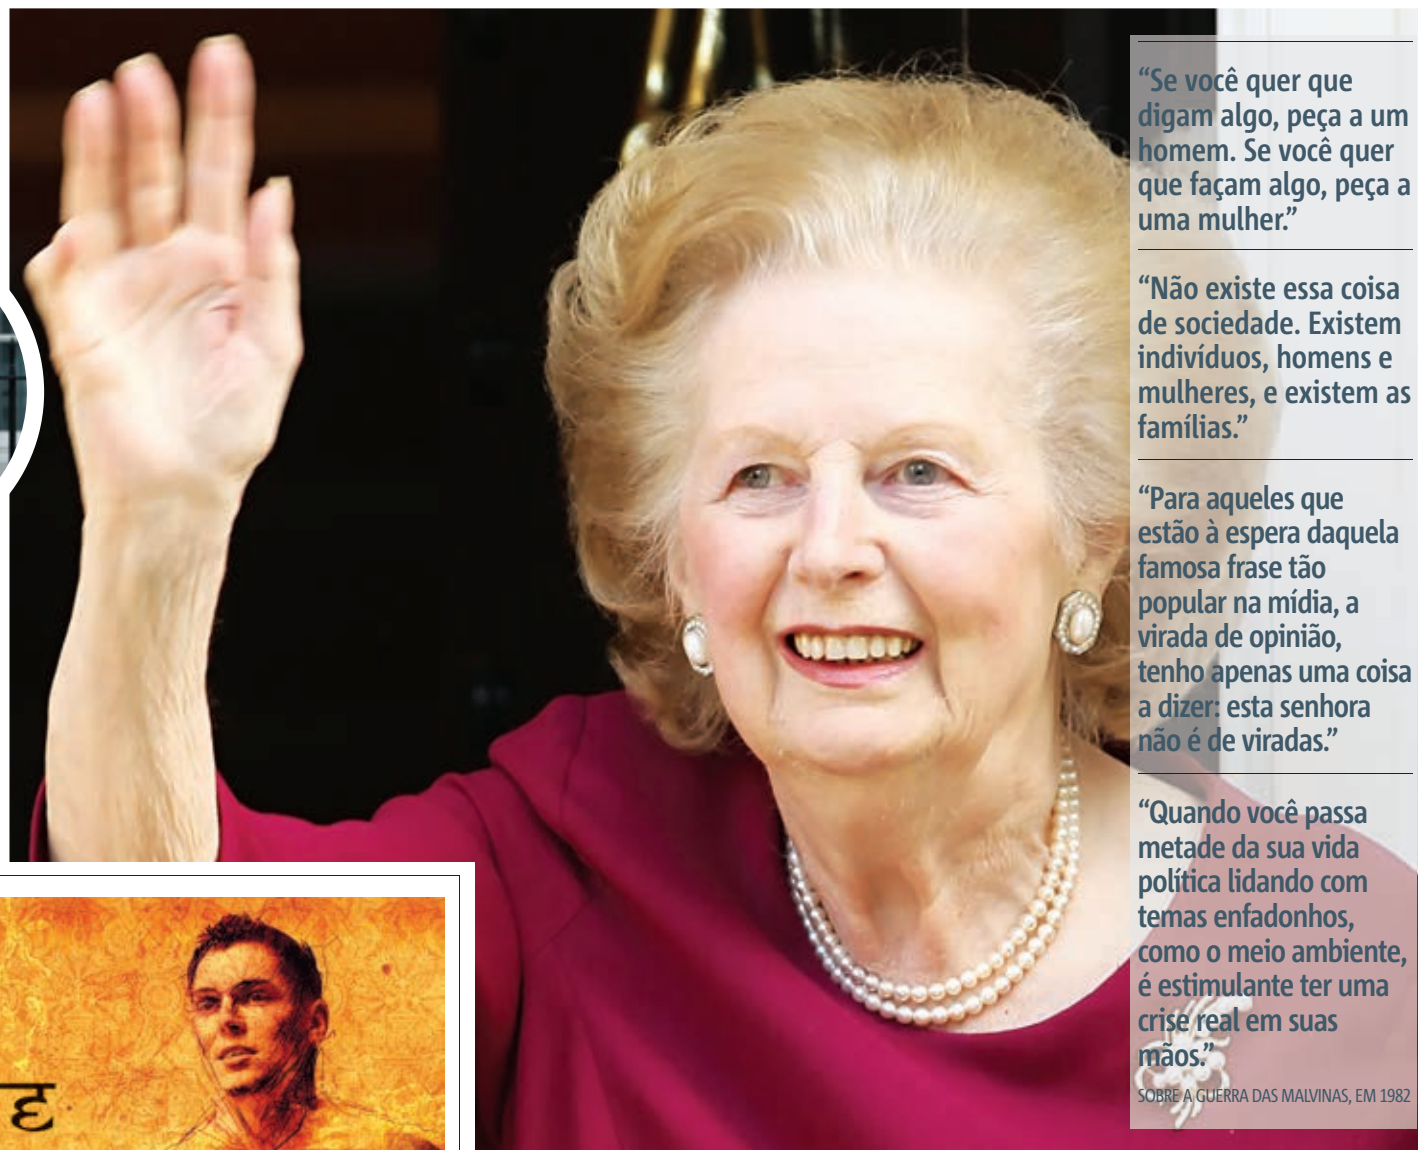 “Se você quer que
digam algo, peça a um
homem. Se você quer
que façam algo, peça a
uma mulher.”
“Não existe essa coisa
de sociedade. Existem
indivíduos, homens e
mulheres, e existem as
famílias.”
“Para aqueles que
estão à espera daquela
famosa frase tão
popular na mídia, a
virada de opinião,
tenho apenas uma coisa
a dizer: esta senhora
não é de viradas.”
“Quando você passa
metade da sua vida
política lidando com
temas enfadonhos,
como o meio ambiente,
é estimulante ter uma
crise real em suas
mãos.”
SOBRE A GUERRA DAS MALVINAS, EM 1982